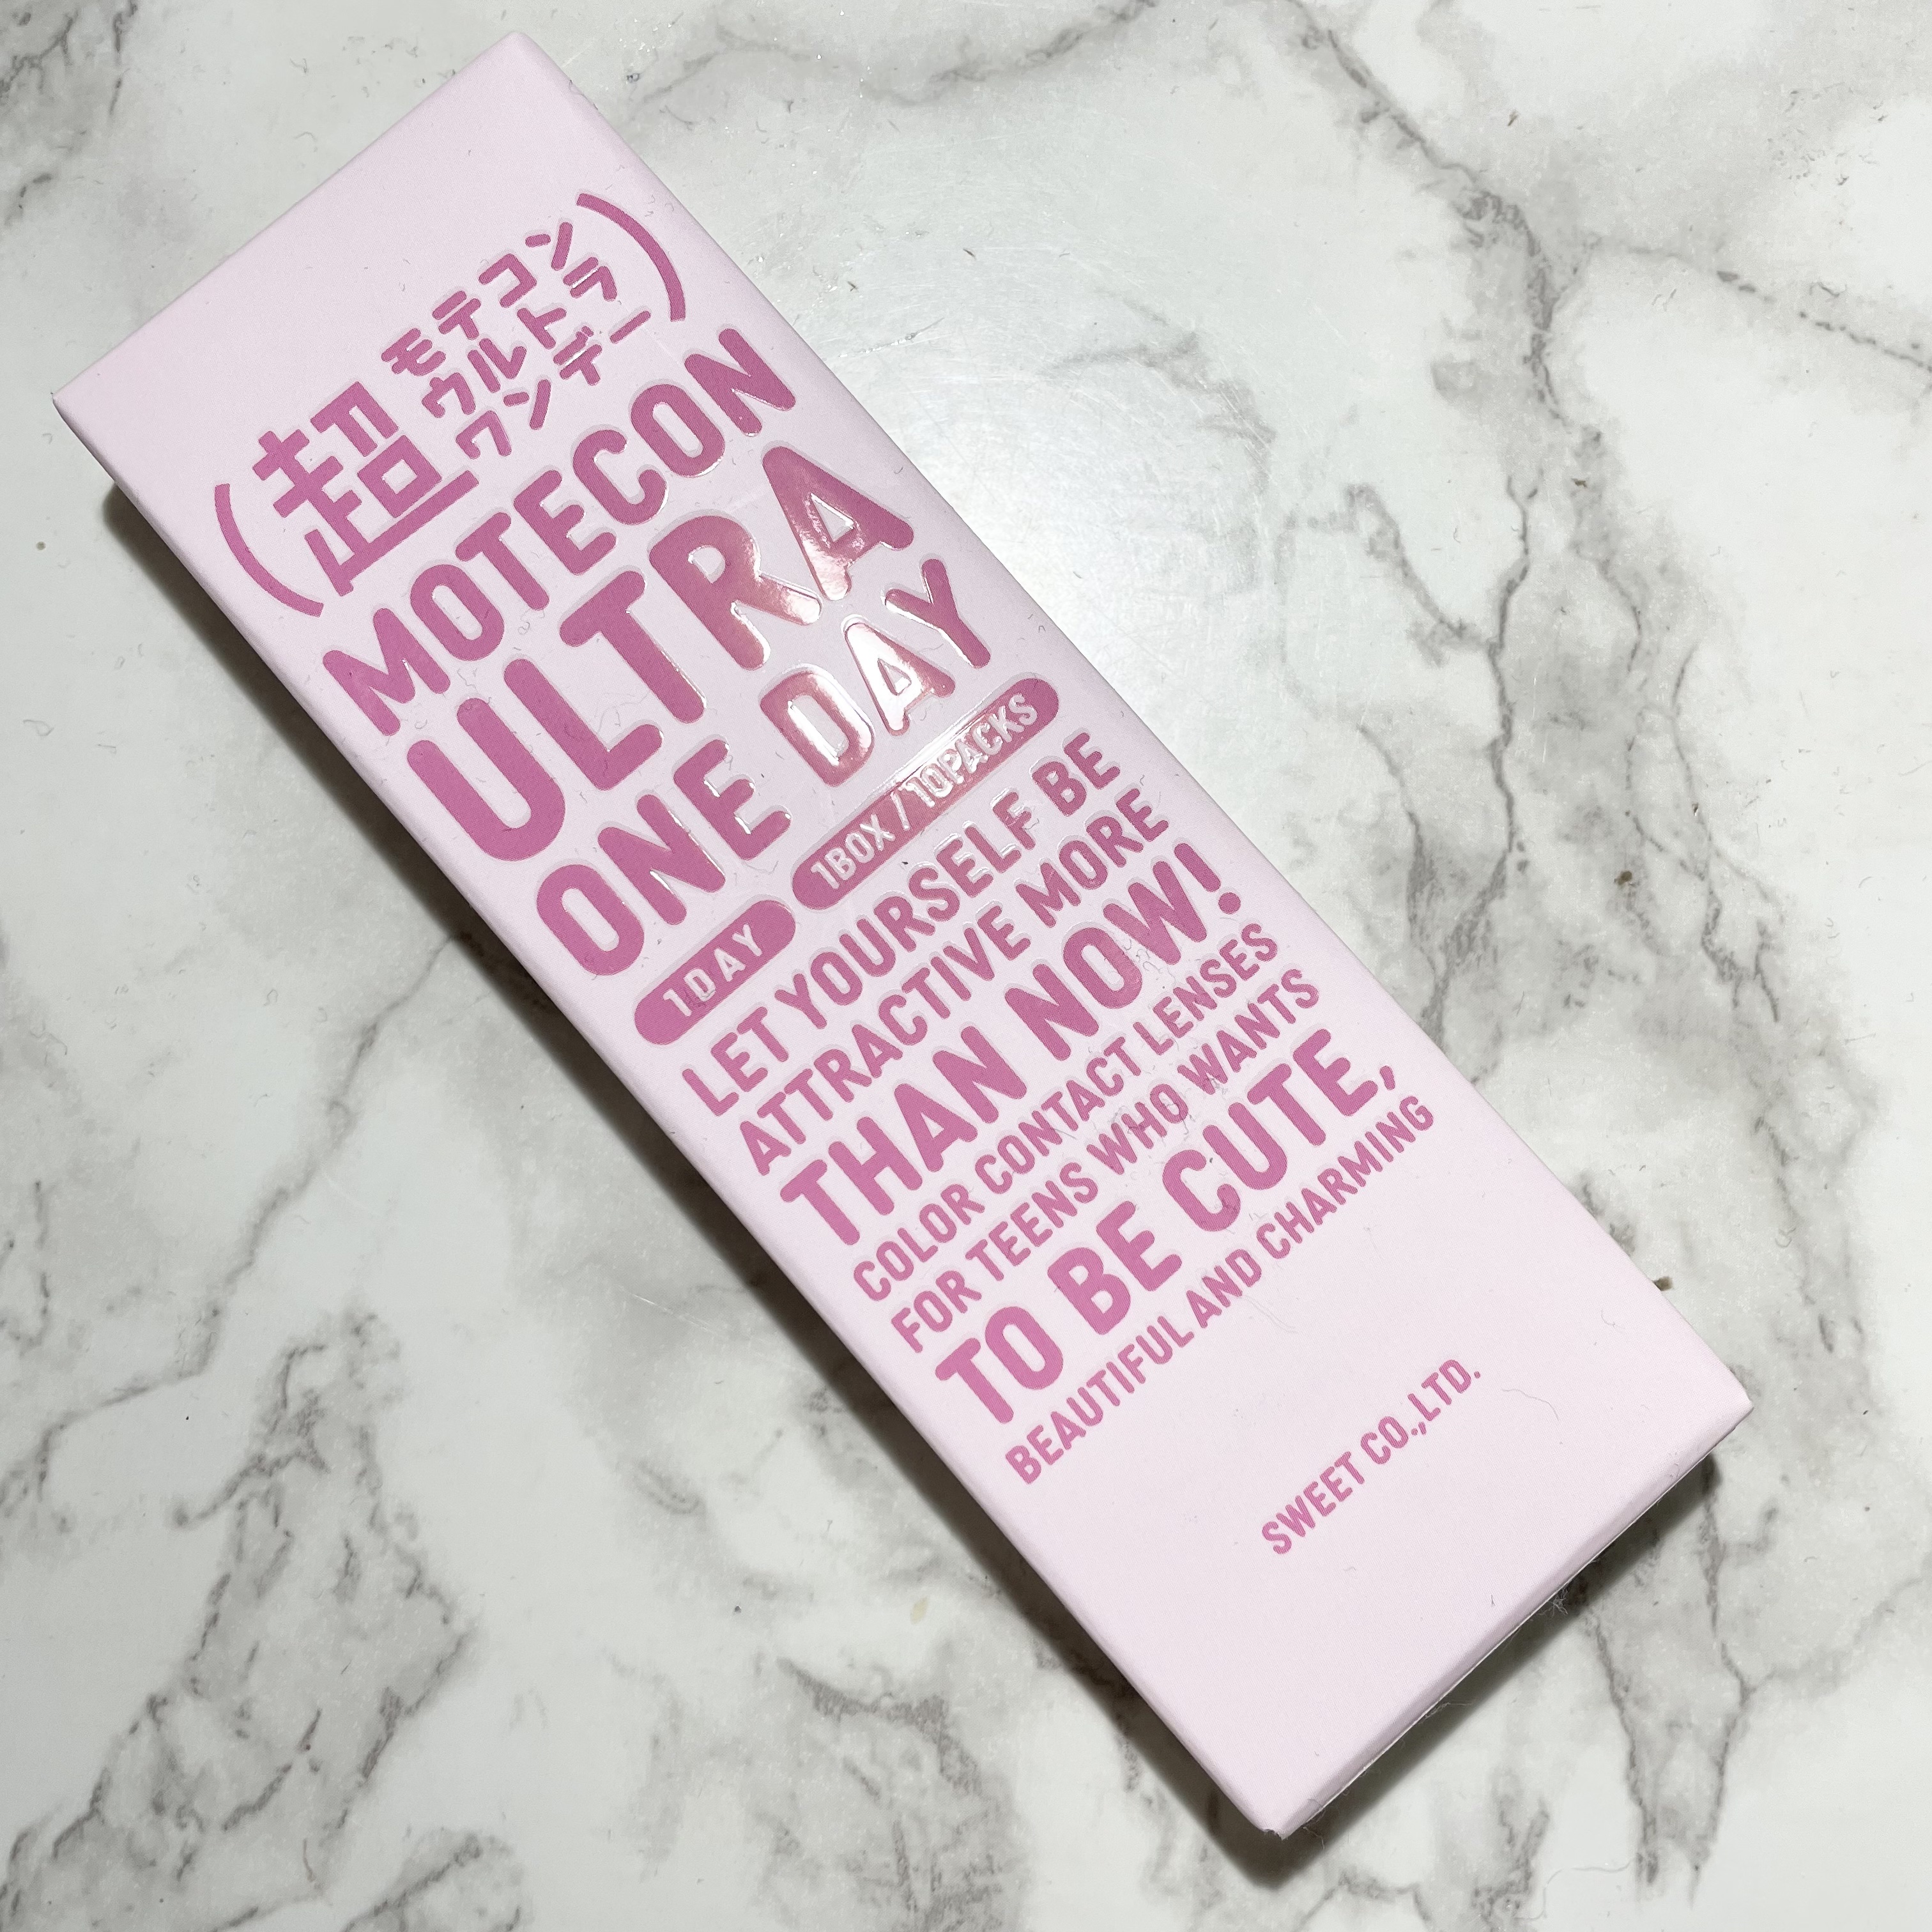 (超
モテコン
ウルトラ
ワンデー)
MOTECON
ULTRA
ONE DAY
1DAY 1BOX / 10PACKS
LET YOURSELF BE
ATTRACTIVE MORE
THAN NOW!
COLOR CONTACT LENSES
FOR TEENS WHO WANTS
TO BE CUTE,
BEAUTIFUL AND CHARMING
SWEET CO.,LTD.